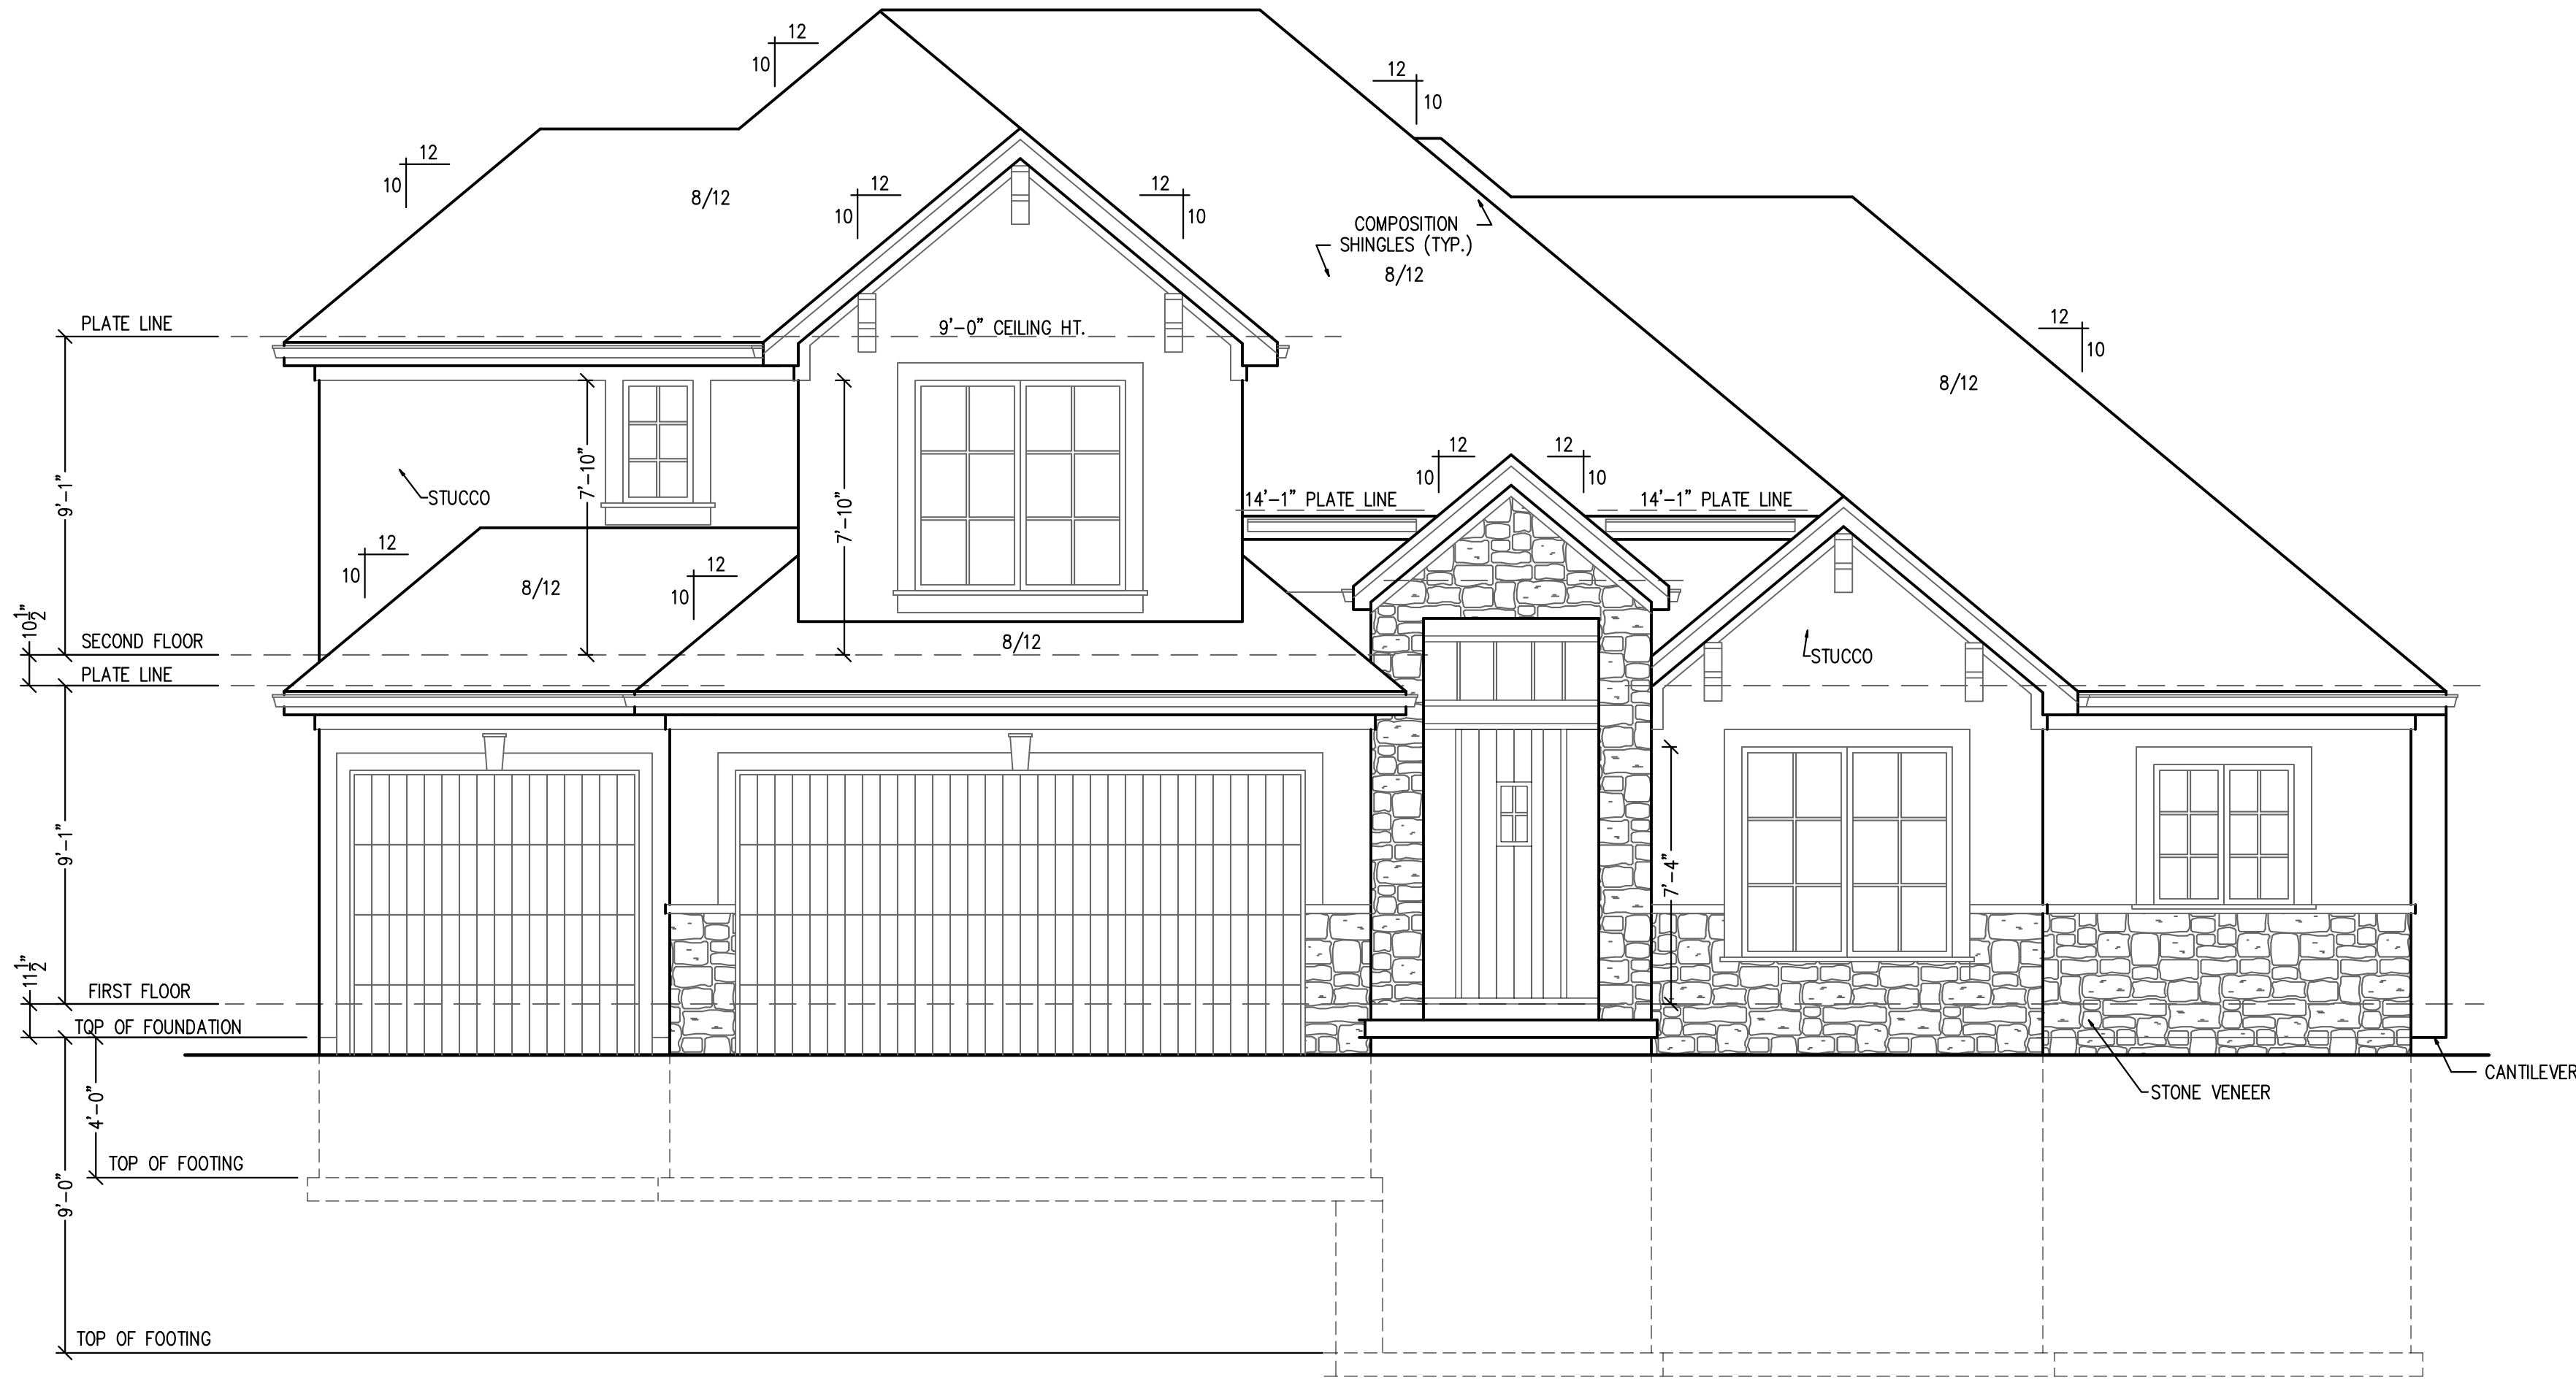 12
10
12
10
12
10
8/12
12
10
12
10
COMPOSITION
SHINGLES (TYP.)
8/12
PLATE LINE
9'-0" CEILING HT.
12
10
8/12
9'-1"
7'-10"
7'-10"
STUCCO
12
10
12
10
14'-1" PLATE LINE
14'-1" PLATE LINE
12
10
12
10
8/12
10 1/2"
SECOND FLOOR
8/12
STUCCO
PLATE LINE
9'-1"
7'-4"
11 1/2"
FIRST FLOOR
TOP OF FOUNDATION
CANTILEVER
STONE VENEER
4'-0"
TOP OF FOOTING
9'-0"
TOP OF FOOTING